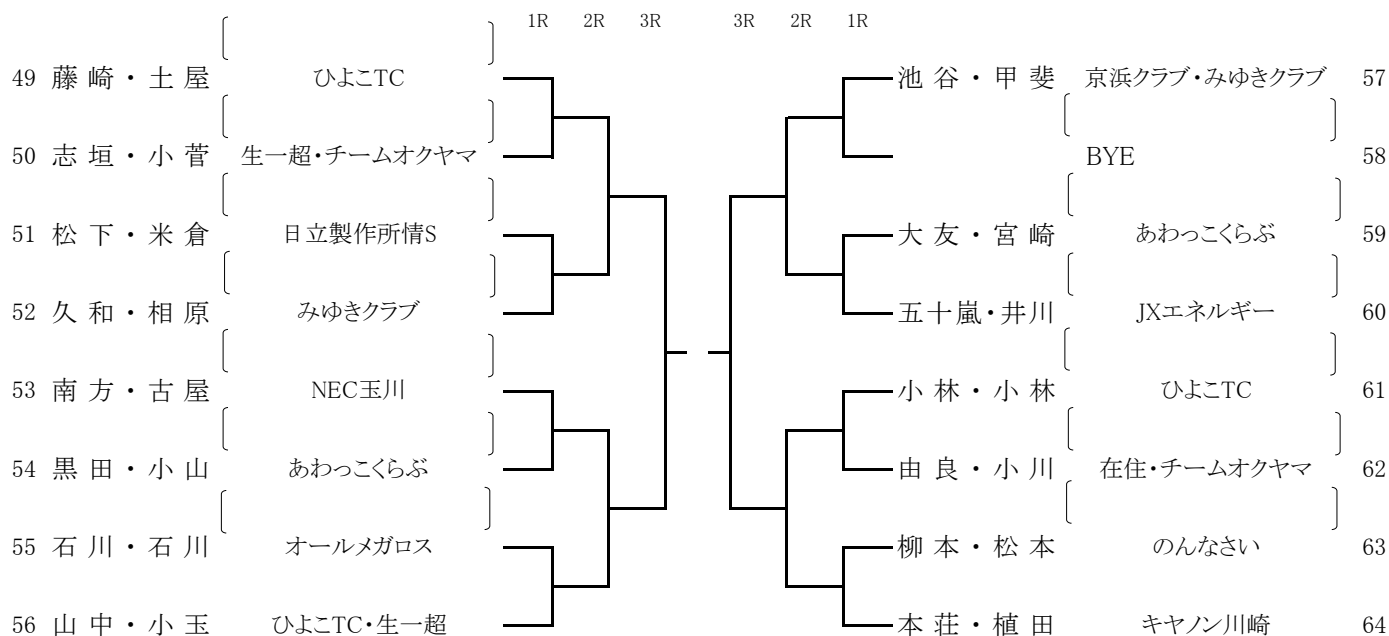 1R 2R 3R 3R 2R 1R
49 藤崎・土屋 ひよこTC 池谷・甲斐 京浜クラブ・みゆきクラブ 57
50 志垣・小菅 生一超・チームオクヤマ BYE 58
51 松下・米倉 日立製作所情S 大友・宮崎 あわっこくらぶ 59
52 久和・相原 みゆきクラブ 五十嵐・井川 JXエネルギー 60
53 南方・古屋 NEC玉川 小林・小林 ひよこTC 61
54 黒田・小山 あわっこくらぶ 由良・小川 在住・チームオクヤマ 62
55 石川・石川 オールメガロス 柳本・松本 のんなさい 63
56 山中・小玉 ひよこTC・生一超 本荘・植田 キヤノン川崎 64